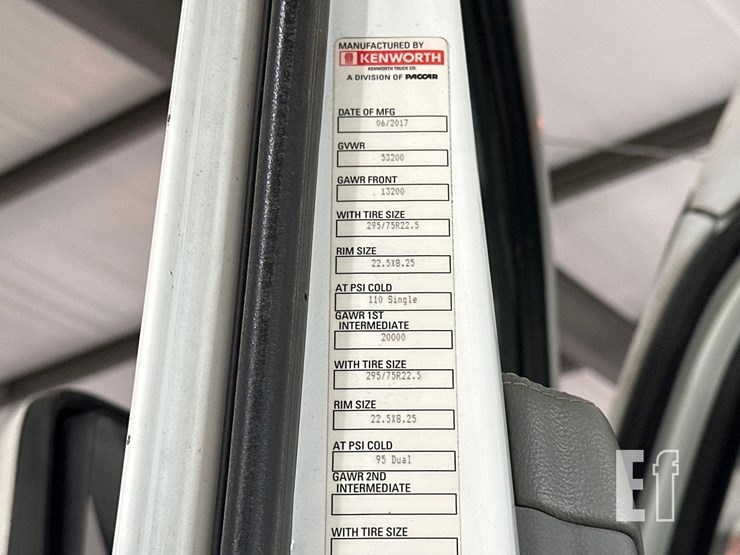 MANUFACTURED BY
KENWORTH
KENWORTH TRUCK CO.
A DIVISION OF PACCAR
DATE OF MFG
06/2017
GVWR
53200
GAWR FRONT
13200
WITH TIRE SIZE
295/75R22.5
RIM SIZE
22.5X8.25
AT PSI COLD
110 Single
GAWR 1ST
INTERMEDIATE
20000
WITH TIRE SIZE
295/75R22.5
RIM SIZE
22.5X8.25
AT PSI COLD
95 Dual
GAWR 2ND
INTERMEDIATE
WITH TIRE SIZE
Ef